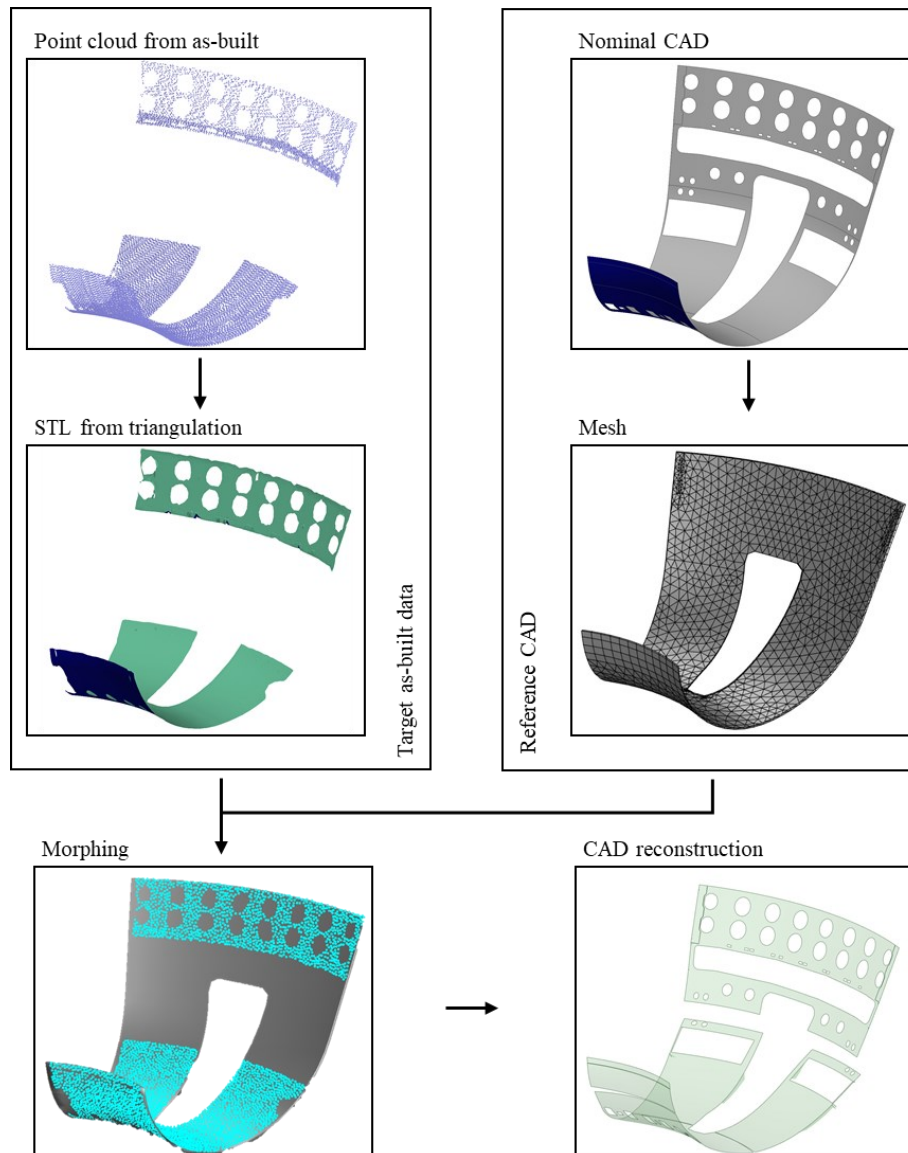 Point cloud from as-built
Nominal CAD
STL from triangulation
Mesh
Target as-built data
Reference CAD
Morphing
CAD reconstruction